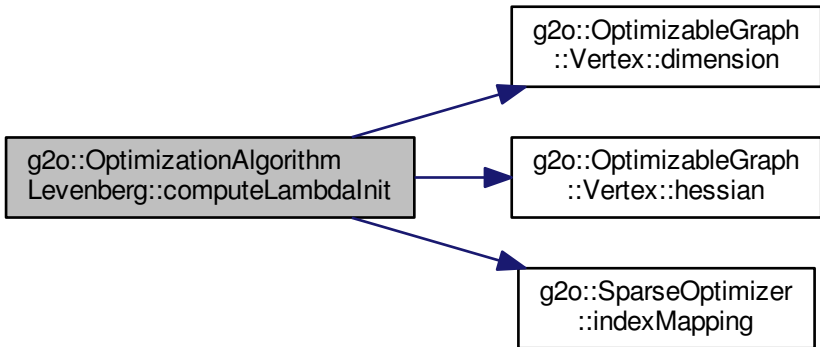 g2o::OptimizableGraph
::Vertex::dimension
g2o::OptimizationAlgorithm
Levenberg::computeLambdaInit
g2o::OptimizableGraph
::Vertex::hessian
g2o::SparseOptimizer
::indexMapping